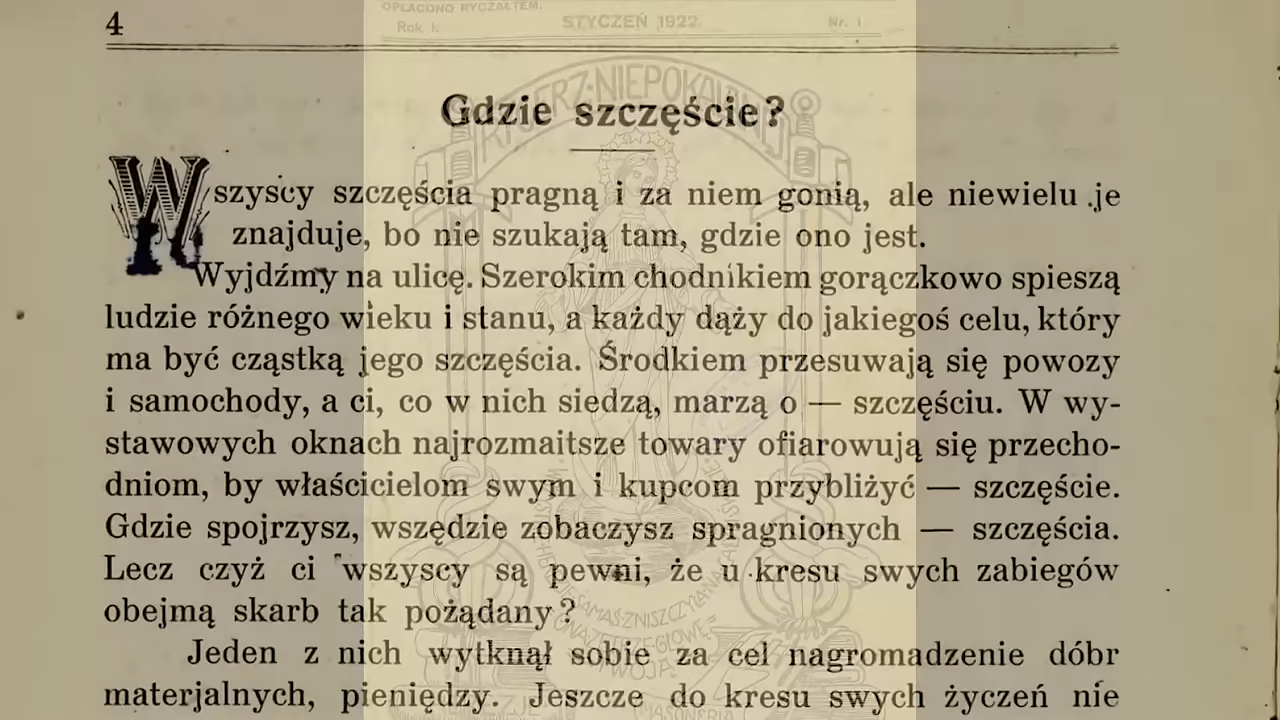 OPŁACONO RYCZAŁTEM.
Rok I.
STYCZEŃ 1922.
Nr. 1
4
RYCERZ NIEPOKALANEJ
Gdzie szczęście?
Wszyscy szczęścia pragną i za niem gonią, ale niewielu je
znajduje, bo nie szukają tam, gdzie ono jest.
Wyjdźmy na ulicę. Szerokim chodnikiem gorączkowo spieszą
ludzie różnego wieku i stanu, a każdy dąży do jakiegoś celu, który
ma być cząstką jego szczęścia. Środkiem przesuwają się powozy
i samochody, a ci, co w nich siedzą, marzą o — szczęściu. W wy-
stawowych oknach najrozmaitsze towary ofiarowują się przecho-
dniom, by właścicielom swym i kupcom przybliżyć — szczęście.
Gdzie spojrzysz, wszędzie zobaczysz spragnionych — szczęścia.
Lecz czyż ci wszyscy są pewni, że u kresu swych zabiegów
obejmą skarb tak pożądany?
Jeden z nich wytknął sobie za cel nagromadzenie dóbr
materjalnych, pieniędzy. Jeszcze do kresu swych życzeń nie
MASONERIA